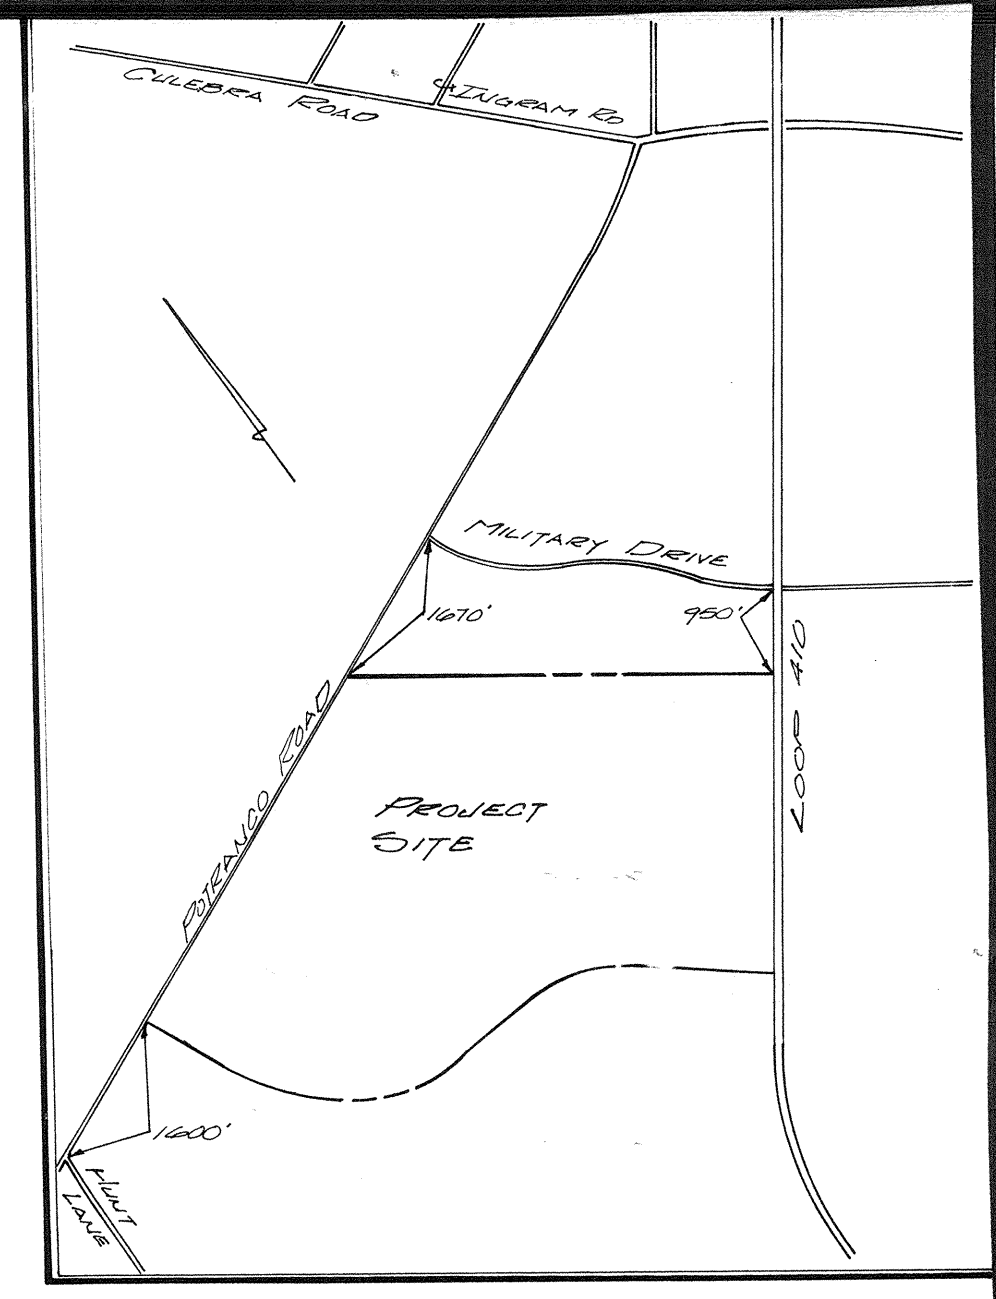 CULEBRA ROAD
INGRAM RD
MILITARY DRIVE
1670'
950'
LOOP 410
POTRANCO ROAD
PROJECT
SITE
1600'
HUNT
LANE